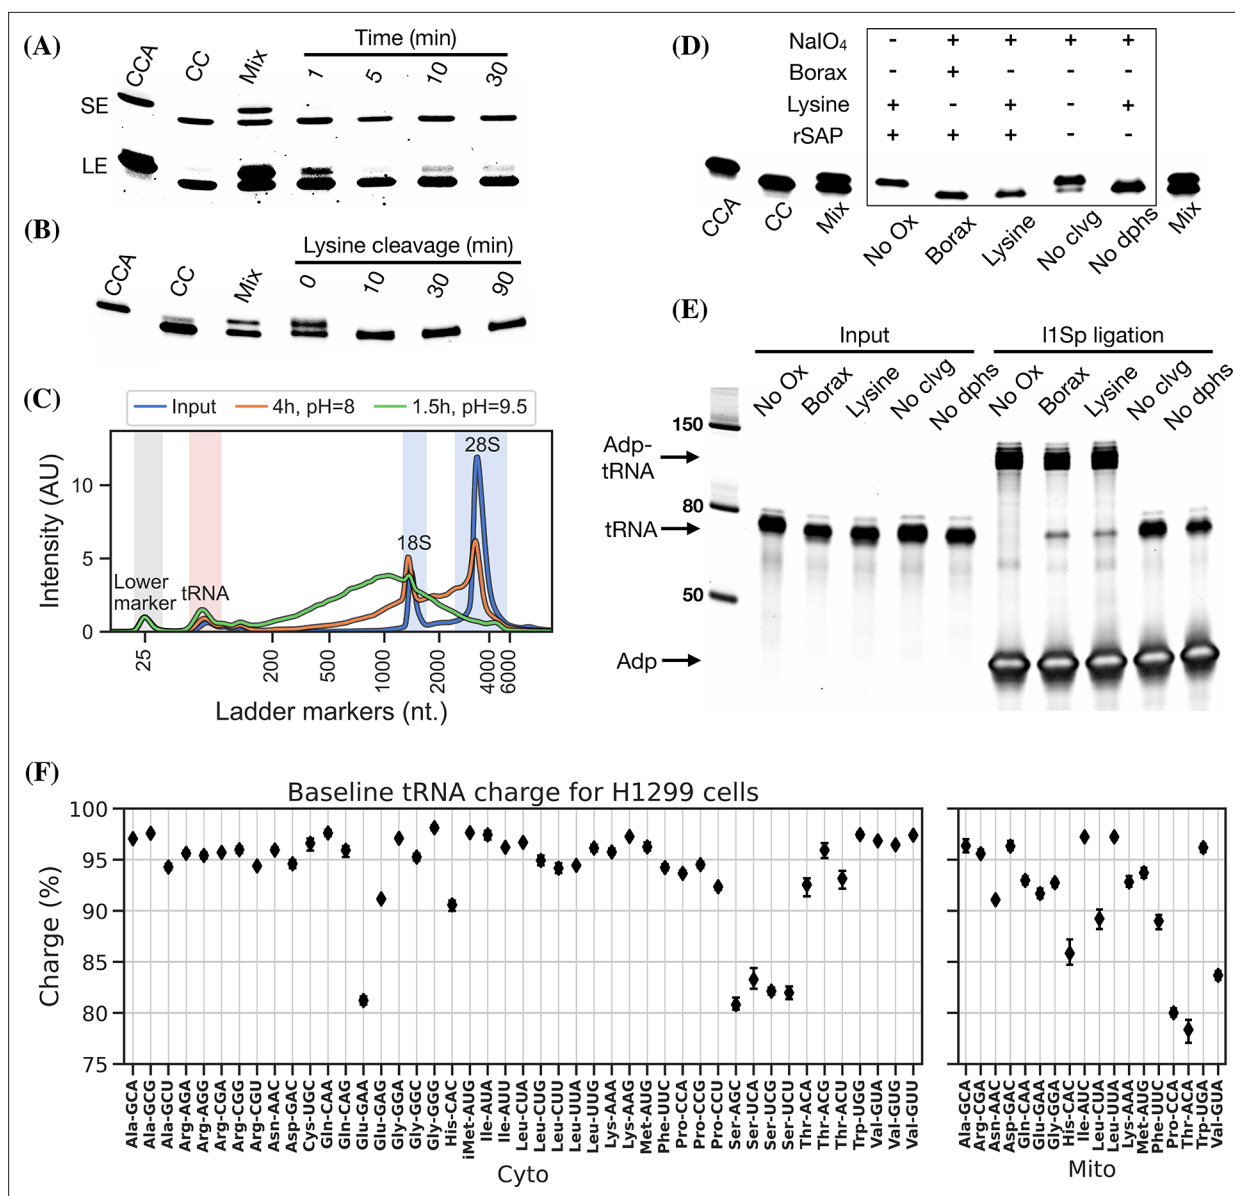 (A)
Time (min)
CCA CC Mix 1 5 10 30
SE
LE
(B)
Lysine cleavage (min)
CCA CC Mix 0 10 30 90
(C)
Input 4h, pH=8 1.5h, pH=9.5
28S
18S
Lower
marker
tRNA
Intensity (AU)
10
5
0
25 200 500 1000 2000 4000 6000
Ladder markers (nt.)
(D)
NaIO₄ - + + + +
Borax - + - - -
Lysine + - + - +
rSAP + + + - -
CCA CC Mix No Ox Borax Lysine No clvg No dphs Mix
(E)
Input I1Sp ligation
No Ox Borax Lysine No clvg No dphs No Ox Borax Lysine No clvg No dphs
150
Adp-
tRNA
80
tRNA
50
Adp
(F)
Baseline tRNA charge for H1299 cells
Charge (%)
100
95
90
85
80
75
Ala-GCA Ala-GCG Ala-GCU Arg-AGA Arg-AGG Arg-CGA Arg-CGG Arg-CGU Asn-AAC Asp-GAC Cys-UGC Gln-CAA Gln-CAG Glu-GAA Glu-GAG Gly-GGA Gly-GGC Gly-GGG His-CAC iMet-AUG Ile-AUA Ile-AUU Leu-CUA Leu-CUG Leu-CUU Leu-UUA Leu-UUG Lys-AAA Lys-AAG Met-AUG Phe-UUC Pro-CCA Pro-CCG Pro-CCU Ser-AGC Ser-UCA Ser-UCG Ser-UCU Thr-ACA Thr-ACG Thr-ACU Trp-UGG Val-GUA Val-GUG Val-GUU
Cyto
Ala-GCA Arg-CGA Asn-AAC Asp-GAC Gln-CAA Glu-GAA Gly-GGA His-CAC Ile-AUC Leu-CUA Leu-UUA Lys-AAA Met-AUG Phe-UUC Pro-CCA Thr-ACA Trp-UGA Val-GUA
Mito